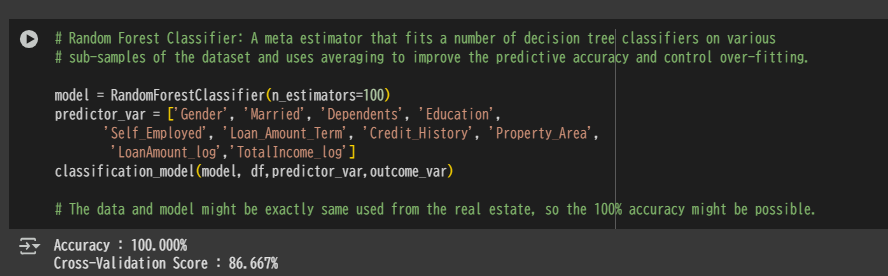 # Random Forest Classifier: A meta estimator that fits a number of decision tree classifiers on various
# sub-samples of the dataset and uses averaging to improve the predictive accuracy and control over-fitting.
model = RandomForestClassifier(n_estimators=100)
predictor_var = ['Gender', 'Married', 'Dependents', 'Education',
'Self_Employed', 'Loan_Amount_Term', 'Credit_History', 'Property_Area',
'LoanAmount_log','TotalIncome_log']
classification_model(model, df,predictor_var,outcome_var)
# The data and model might be exactly same used from the real estate, so the 100% accuracy might be possible.
Accuracy : 100.000%
Cross-Validation Score : 86.667%